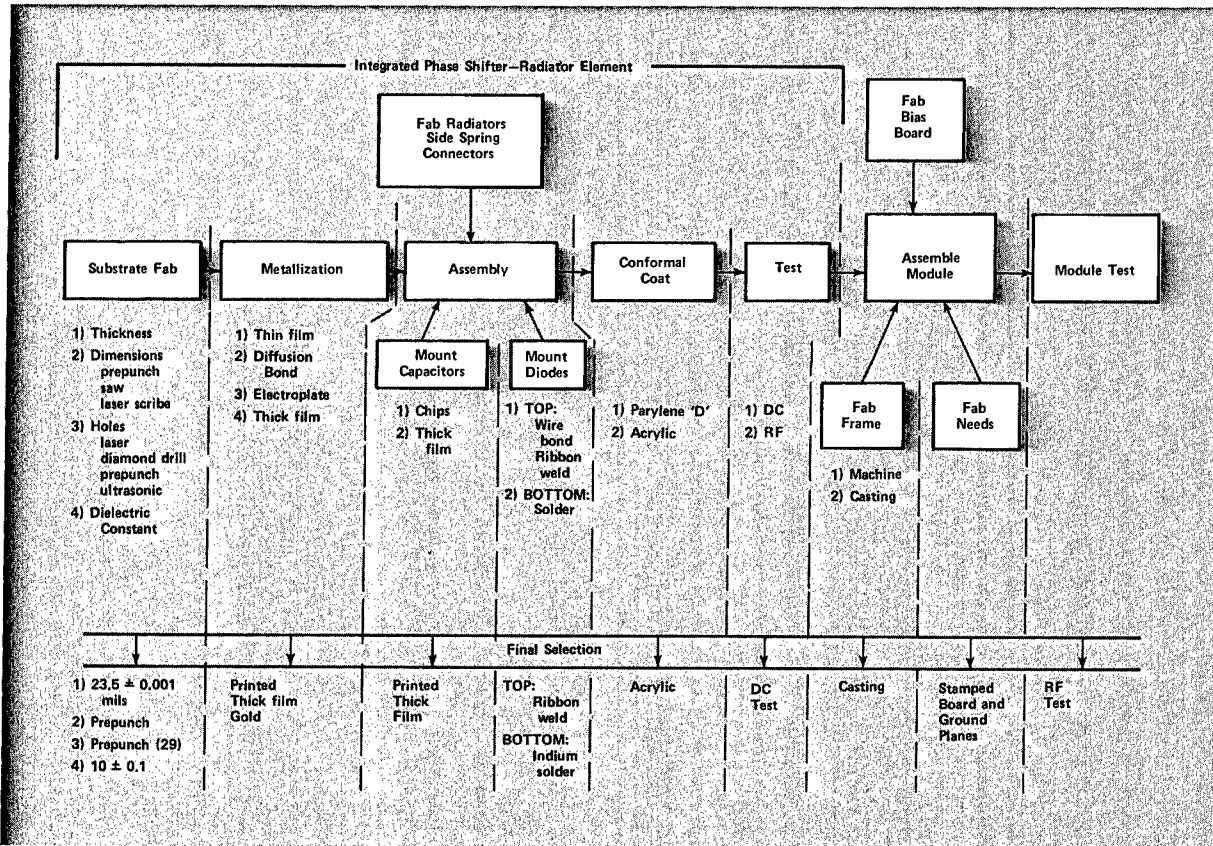 Integrated Phase Shifter—Radiator Element
Fab Radiators
Side Spring
Connectors
Fab
Bias
Board
Substrate Fab
Metallization
Assembly
Conformal
Coat
Test
Assemble
Module
Module Test
1) Thickness
2) Dimensions
prepunch
saw
laser scribe
3) Holes
laser
diamond drill
prepunch
ultrasonic
4) Dielectric
Constant
1) Thin film
2) Diffusion
Bond
3) Electroplate
4) Thick film
Mount
Capacitors
1) Chips
2) Thick
film
Mount
Diodes
1) TOP:
Wire
bond
Ribbon
weld
2) BOTTOM:
Solder
1) Parylene "D'
2) Acrylic
1) DC
2) RF
Fab
Frame
1) Machine
2) Casting
Fab
Needs
Final Selection
1) 23.5 ± 0.001
mils
2) Prepunch
3) Prepunch (29)
4) 10 ± 0.1
Printed
Thick film
Gold
Printed
Thick
Film
TOP:
Ribbon
weld
BOTTOM:
Indium
solder
Acrylic
DC
Test
Casting
Stamped
Board and
Ground
Planes
RF
Test